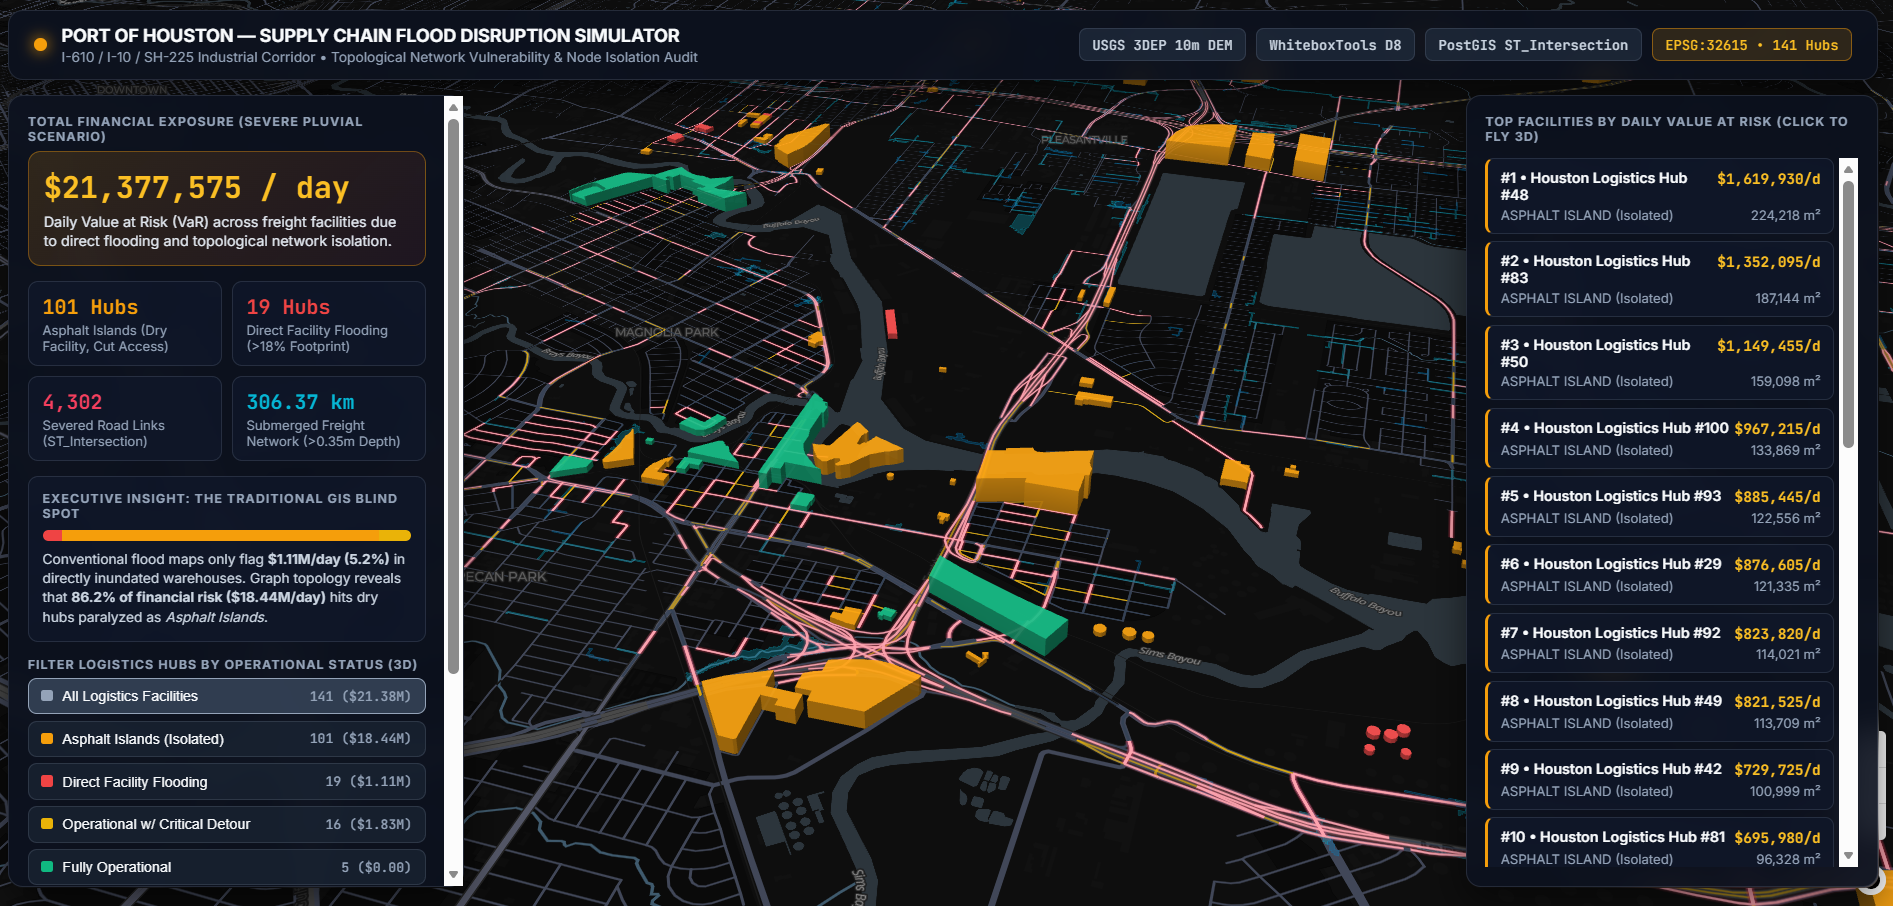 PORT OF HOUSTON — SUPPLY CHAIN FLOOD DISRUPTION SIMULATOR
I-610 / I-10 / SH-225 Industrial Corridor • Topological Network Vulnerability & Node Isolation Audit
USGS 3DEP 10m DEM
WhiteboxTools D8
PostGIS ST_Intersection
EPSG:32615 • 141 Hubs
DOWNTOWN
TOTAL FINANCIAL EXPOSURE (SEVERE PLUVIAL
SCENARIO)
$21,377,575 / day
Daily Value at Risk (VaR) across freight facilities due
to direct flooding and topological network isolation.
101 Hubs
Asphalt Islands (Dry
Facility, Cut Access)
19 Hubs
Direct Facility Flooding
(>18% Footprint)
4,302
Severed Road Links
(ST_Intersection)
306.37 km
Submerged Freight
Network (>0.35m Depth)
EXECUTIVE INSIGHT: THE TRADITIONAL GIS BLIND
SPOT
Conventional flood maps only flag $1.11M/day (5.2%) in
directly inundated warehouses. Graph topology reveals
that 86.2% of financial risk ($18.44M/day) hits dry
hubs paralyzed as Asphalt Islands.
FILTER LOGISTICS HUBS BY OPERATIONAL STATUS (3D)
All Logistics Facilities 141 ($21.38M)
Asphalt Islands (Isolated) 101 ($18.44M)
Direct Facility Flooding 19 ($1.11M)
Operational w/ Critical Detour 16 ($1.83M)
Fully Operational 5 ($0.00)
PLEASANTVILLE
Buffalo Bayou
MAGNOLIA PARK
Brays Bayou
Buffalo Bayou
Brays Bayou
ECAN PARK
Buffalo Bayou
Sims Bayou
Sims Ba
TOP FACILITIES BY DAILY VALUE AT RISK (CLICK TO
FLY 3D)
#1 • Houston Logistics Hub
#48
$1,619,930/d
ASPHALT ISLAND (Isolated) 224,218 m²
#2 • Houston Logistics Hub
#83
$1,352,095/d
ASPHALT ISLAND (Isolated) 187,144 m²
#3 • Houston Logistics Hub
#50
$1,149,455/d
ASPHALT ISLAND (Isolated) 159,098 m²
#4 • Houston Logistics Hub #100 $967,215/d
ASPHALT ISLAND (Isolated) 133,869 m²
#5 • Houston Logistics Hub #93 $885,445/d
ASPHALT ISLAND (Isolated) 122,556 m²
#6 • Houston Logistics Hub #29 $876,605/d
ASPHALT ISLAND (Isolated) 121,335 m²
#7 • Houston Logistics Hub #92 $823,820/d
ASPHALT ISLAND (Isolated) 114,021 m²
#8 • Houston Logistics Hub #49 $821,525/d
ASPHALT ISLAND (Isolated) 113,709 m²
#9 • Houston Logistics Hub #42 $729,725/d
ASPHALT ISLAND (Isolated) 100,999 m²
#10 • Houston Logistics Hub #81 $695,980/d
ASPHALT ISLAND (Isolated) 96,328 m²